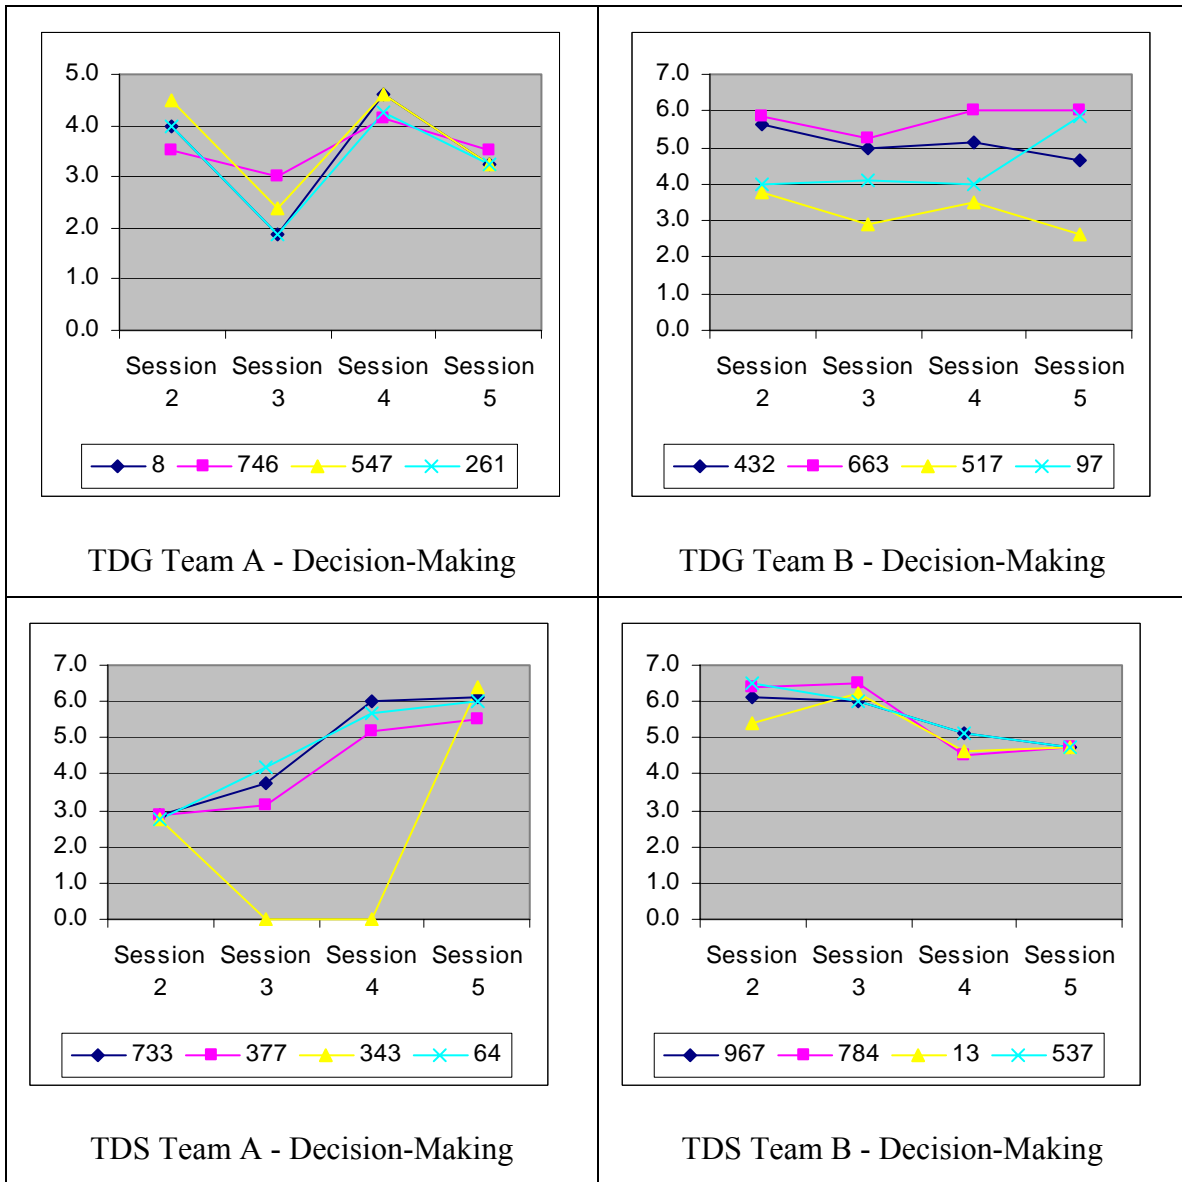 5.0
4.0
3.0
2.0
1.0
0.0
Session 2
Session 3
Session 4
Session 5
8 746 547 261
TDG Team A - Decision-Making
7.0
6.0
5.0
4.0
3.0
2.0
1.0
0.0
Session 2
Session 3
Session 4
Session 5
432 663 517 97
TDG Team B - Decision-Making
7.0
6.0
5.0
4.0
3.0
2.0
1.0
0.0
Session 2
Session 3
Session 4
Session 5
733 377 343 64
TDS Team A - Decision-Making
7.0
6.0
5.0
4.0
3.0
2.0
1.0
0.0
Session 2
Session 3
Session 4
Session 5
967 784 13 537
TDS Team B - Decision-Making